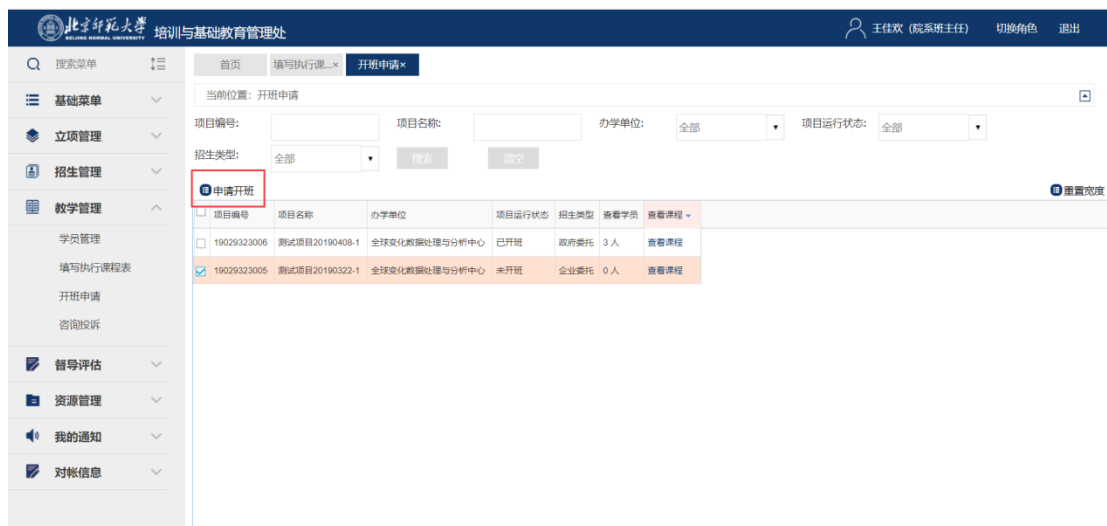 北京师范大学 培训与基础教育管理处 王佳欢 (院系班主任) 切换角色 退出
BEIJING NORMAL UNIVERSITY
搜索菜单 首页 填写执行课...× 开班申请×
基础菜单
立项管理
招生管理
教学管理
学员管理
填写执行课程表
开班申请
咨询投诉
督导评估
资源管理
我的通知
对帐信息
当前位置: 开班申请
项目编号: 项目名称: 办学单位: 全部 项目运行状态: 全部
招生类型: 全部 搜索 清空
申请开班 重置宽度
项目编号 项目名称 办学单位 项目运行状态 招生类型 查看学员 查看课程
19029323006 测试项目20190408-1 全球变化数据处理与分析中心 已开班 政府委托 3人 查看课程
19029323005 测试项目20190322-1 全球变化数据处理与分析中心 未开班 企业委托 0人 查看课程